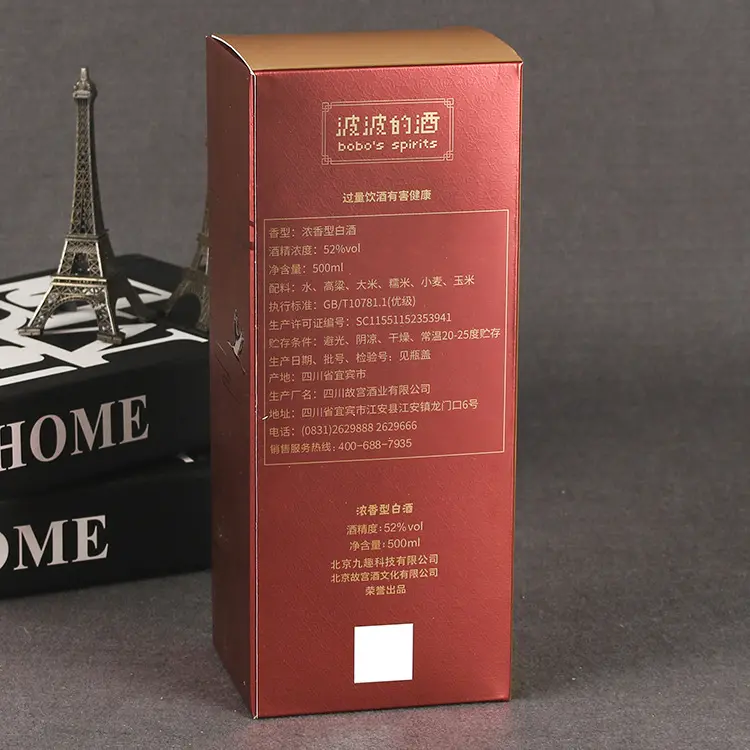 波波的酒
bobo's spirits
过量饮酒有害健康
香型：浓香型白酒
酒精浓度：52%vol
净含量：500ml
配料：水、高粱、大米、糯米、小麦、玉米
执行标准：GB/T10781.1(优级)
生产许可证编号：SC11551152353941
贮存条件：避光、阴凉、干燥、常温20-25度贮存
生产日期、批号、检验号：见瓶盖
产地：四川省宜宾市
生产厂名：四川故宫酒业有限公司
地址：四川省宜宾市江安县江安镇龙门口6号
电话：(0831)2629888 2629666
销售服务热线：400-688-7935
浓香型白酒
酒精度：52%vol
净含量：500ml
北京九趣科技有限公司
北京故宫酒文化有限公司
荣誉出品
HOME
OME